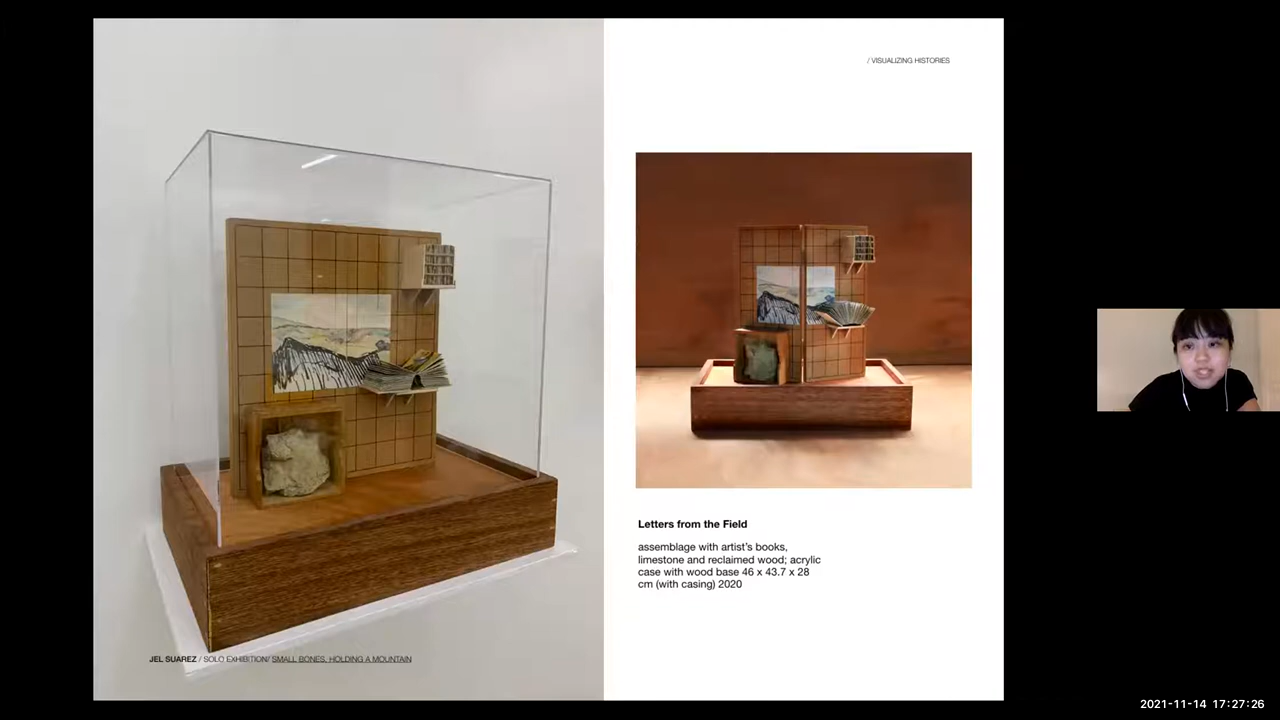 / VISUALIZING HISTORIES
Letters from the Field
assemblage with artist's books,
limestone and reclaimed wood; acrylic
case with wood base 46 x 43.7 x 28
cm (with casing) 2020
JEL SUAREZ / SOLO EXHIBITION/ SMALL BONES, HOLDING A MOUNTAIN
2021-11-14 17:27:26